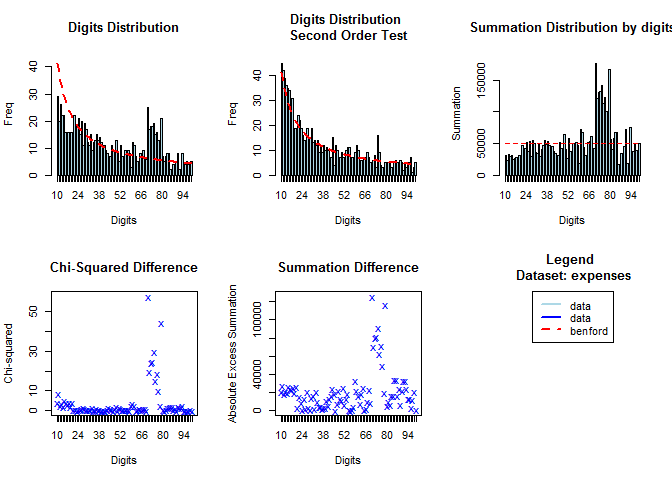 Digits Distribution
Freq
0 10 20 30 40
10 24 38 52 66 80 94
Digits
Digits Distribution
Second Order Test
Freq
0 10 20 30 40
10 24 38 52 66 80 94
Digits
Summation Distribution by digits
Summation
0 50000 150000
10 24 38 52 66 80 94
Digits
Chi-Squared Difference
Chi-squared
0 10 30 50
10 24 38 52 66 80 94
Digits
Summation Difference
Absolute Excess Summation
0 40000 100000
10 24 38 52 66 80 94
Digits
Legend
Dataset: expenses
data
data
benford